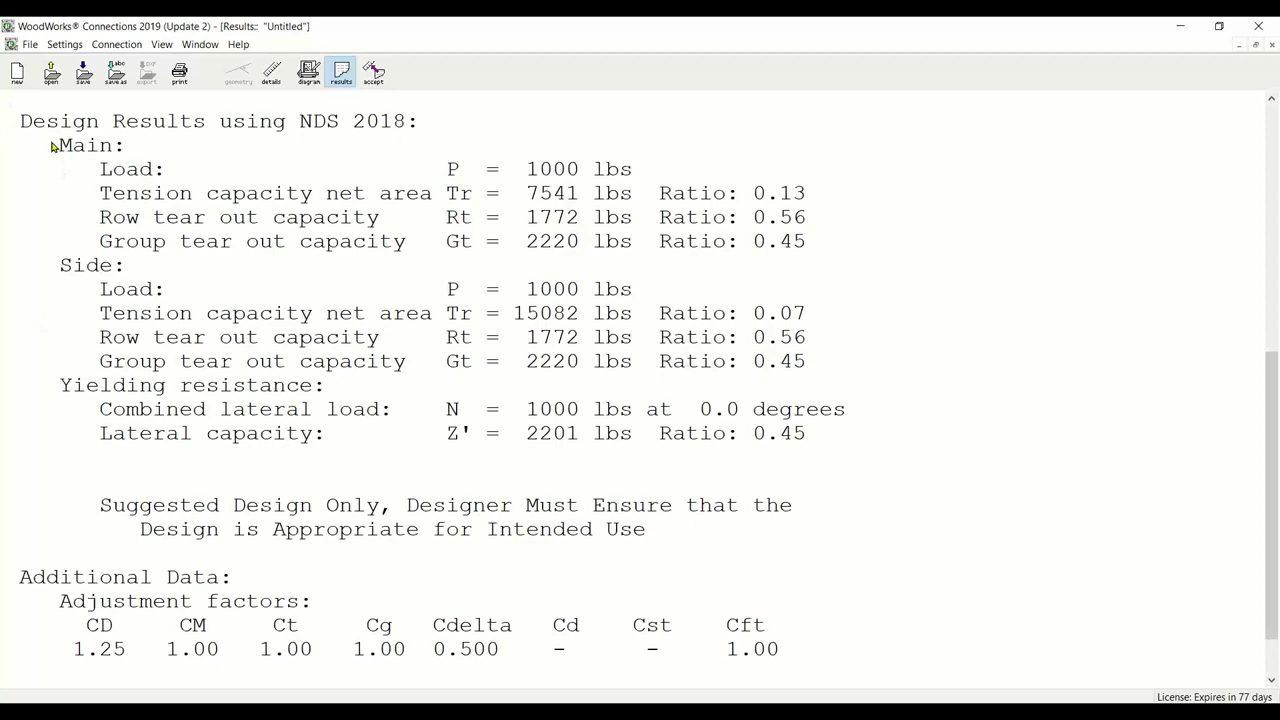 WoodWorks® Connections 2019 (Update 2) - [Results:: "Untitled"]
File Settings Connection View Window Help
new open save save as export print geometry details diagram results accept
Design Results using NDS 2018:
Main:
Load: P = 1000 lbs
Tension capacity net area Tr = 7541 lbs Ratio: 0.13
Row tear out capacity Rt = 1772 lbs Ratio: 0.56
Group tear out capacity Gt = 2220 lbs Ratio: 0.45
Side:
Load: P = 1000 lbs
Tension capacity net area Tr = 15082 lbs Ratio: 0.07
Row tear out capacity Rt = 1772 lbs Ratio: 0.56
Group tear out capacity Gt = 2220 lbs Ratio: 0.45
Yielding resistance:
Combined lateral load: N = 1000 lbs at 0.0 degrees
Lateral capacity: Z' = 2201 lbs Ratio: 0.45
Suggested Design Only, Designer Must Ensure that the
Design is Appropriate for Intended Use
Additional Data:
Adjustment factors:
CD CM Ct Cg Cdelta Cd Cst Cft
1.25 1.00 1.00 1.00 0.500 - - 1.00
License: Expires in 77 days